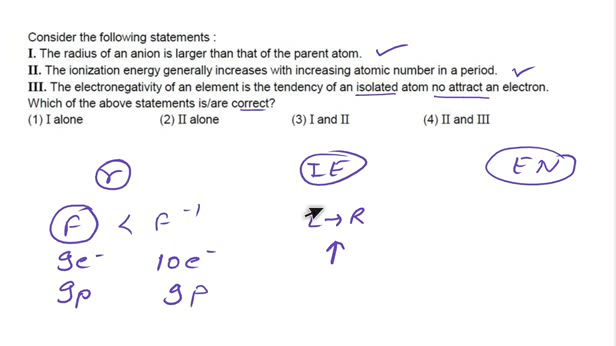 Consider the following statements :
I. The radius of an anion is larger than that of the parent atom.
II. The ionization energy generally increases with increasing atomic number in a period.
III. The electronegativity of an element is the tendency of an isolated atom no attract an electron.
Which of the above statements is/are correct?
(1) I alone (2) II alone (3) I and II (4) II and III
r IE EN
F < F⁻¹ L → R
9e⁻ 10e⁻ ↑
9p 9p